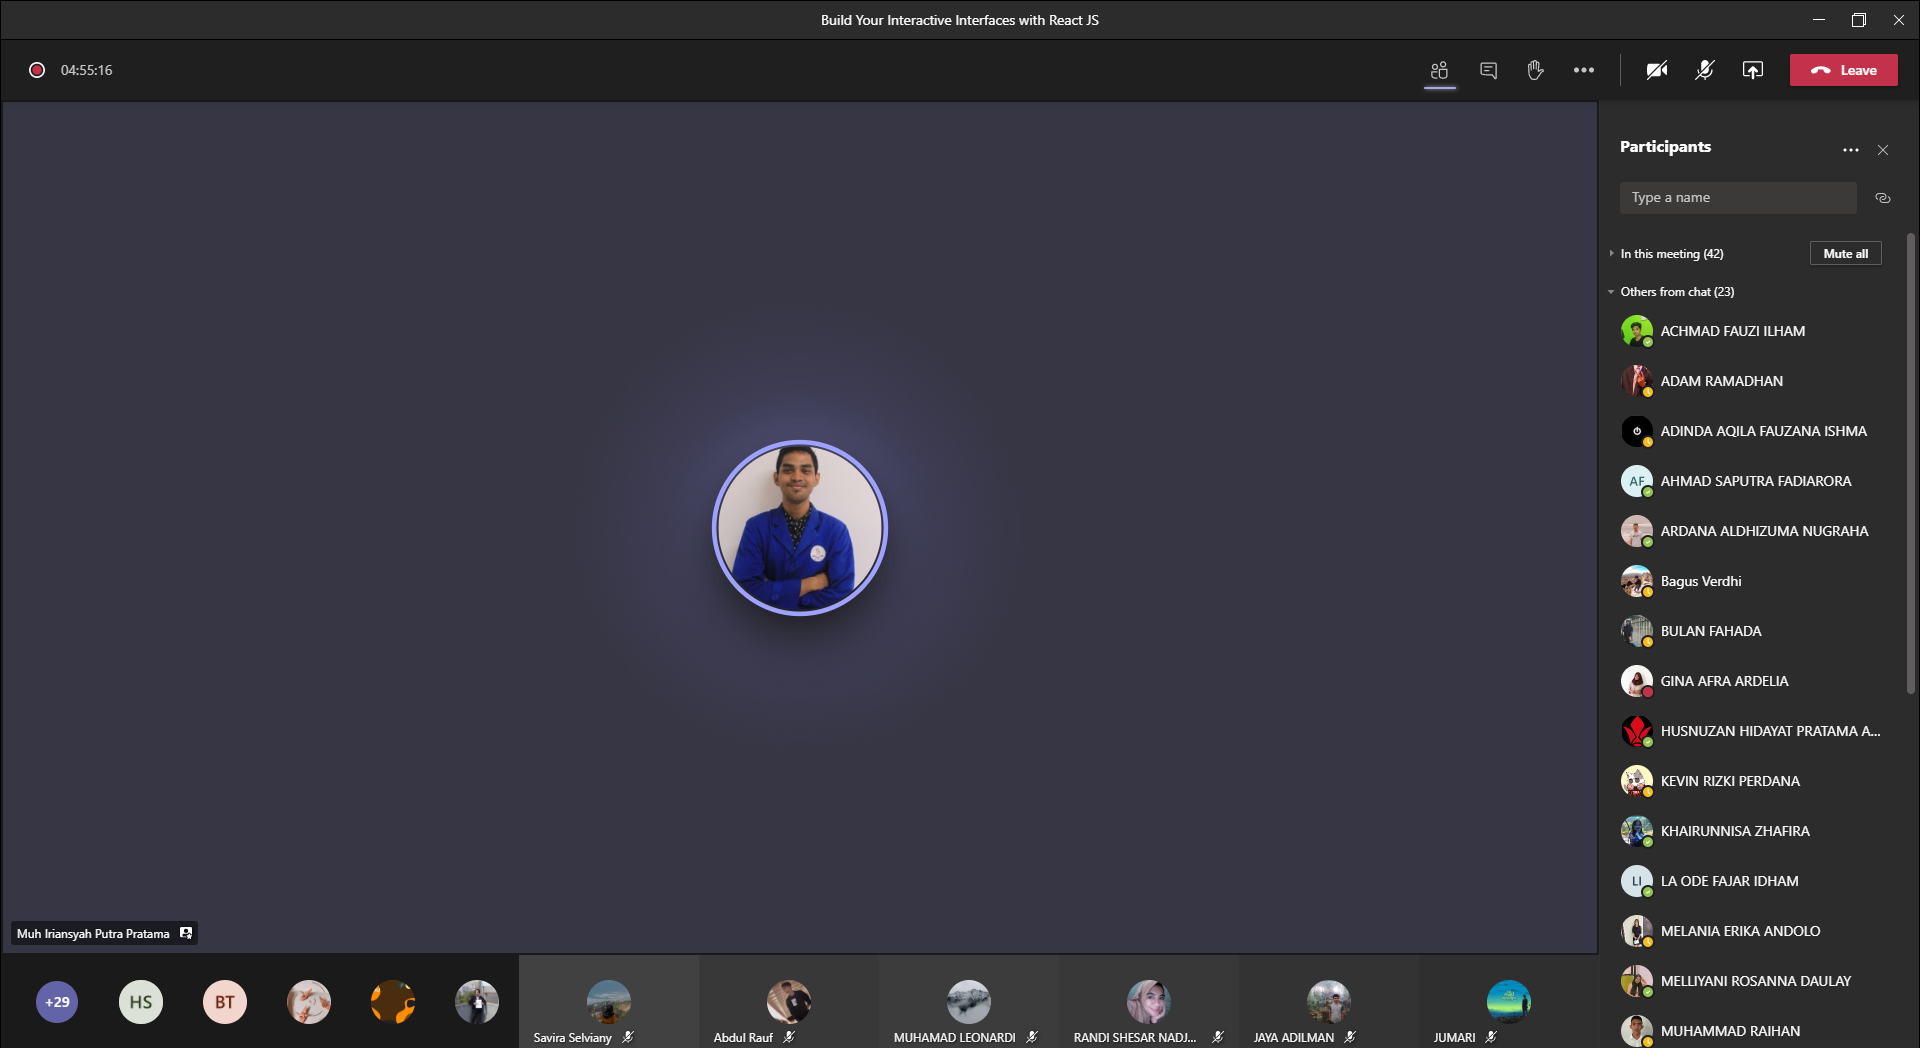 Build Your Interactive Interfaces with React JS
04:55:16
Leave
Participants
Type a name
In this meeting (42)
Mute all
Others from chat (23)
ACHMAD FAUZI ILHAM
ADAM RAMADHAN
ADINDA AQILA FAUZANA ISHMA
AF
AHMAD SAPUTRA FADIARORA
ARDANA ALDHIZUMA NUGRAHA
Bagus Verdhi
BULAN FAHADA
GINA AFRA ARDELIA
HUSNUZAN HIDAYAT PRATAMA A...
KEVIN RIZKI PERDANA
KHAIRUNNISA ZHAFIRA
LI
LA ODE FAJAR IDHAM
MELANIA ERIKA ANDOLO
MELLIYANI ROSANNA DAULAY
MUHAMMAD RAIHAN
Muh Iriansyah Putra Pratama
+29
HS
BT
Savira Selviany
Abdul Rauf
MUHAMAD LEONARDI
RANDI SHESAR NADJ...
JAYA ADILMAN
JUMARI